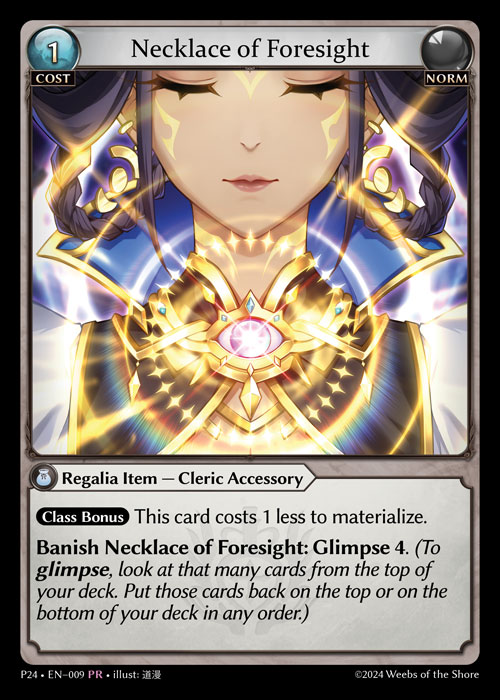 1
Necklace of Foresight
COST
NORM
Regalia Item — Cleric Accessory
Class Bonus This card costs 1 less to materialize.
Banish Necklace of Foresight: Glimpse 4. (To
glimpse, look at that many cards from the top of
your deck. Put those cards back on the top or on the
bottom of your deck in any order.)
P24 • EN–009 PR • illust: 道漫
©2024 Weebs of the Shore